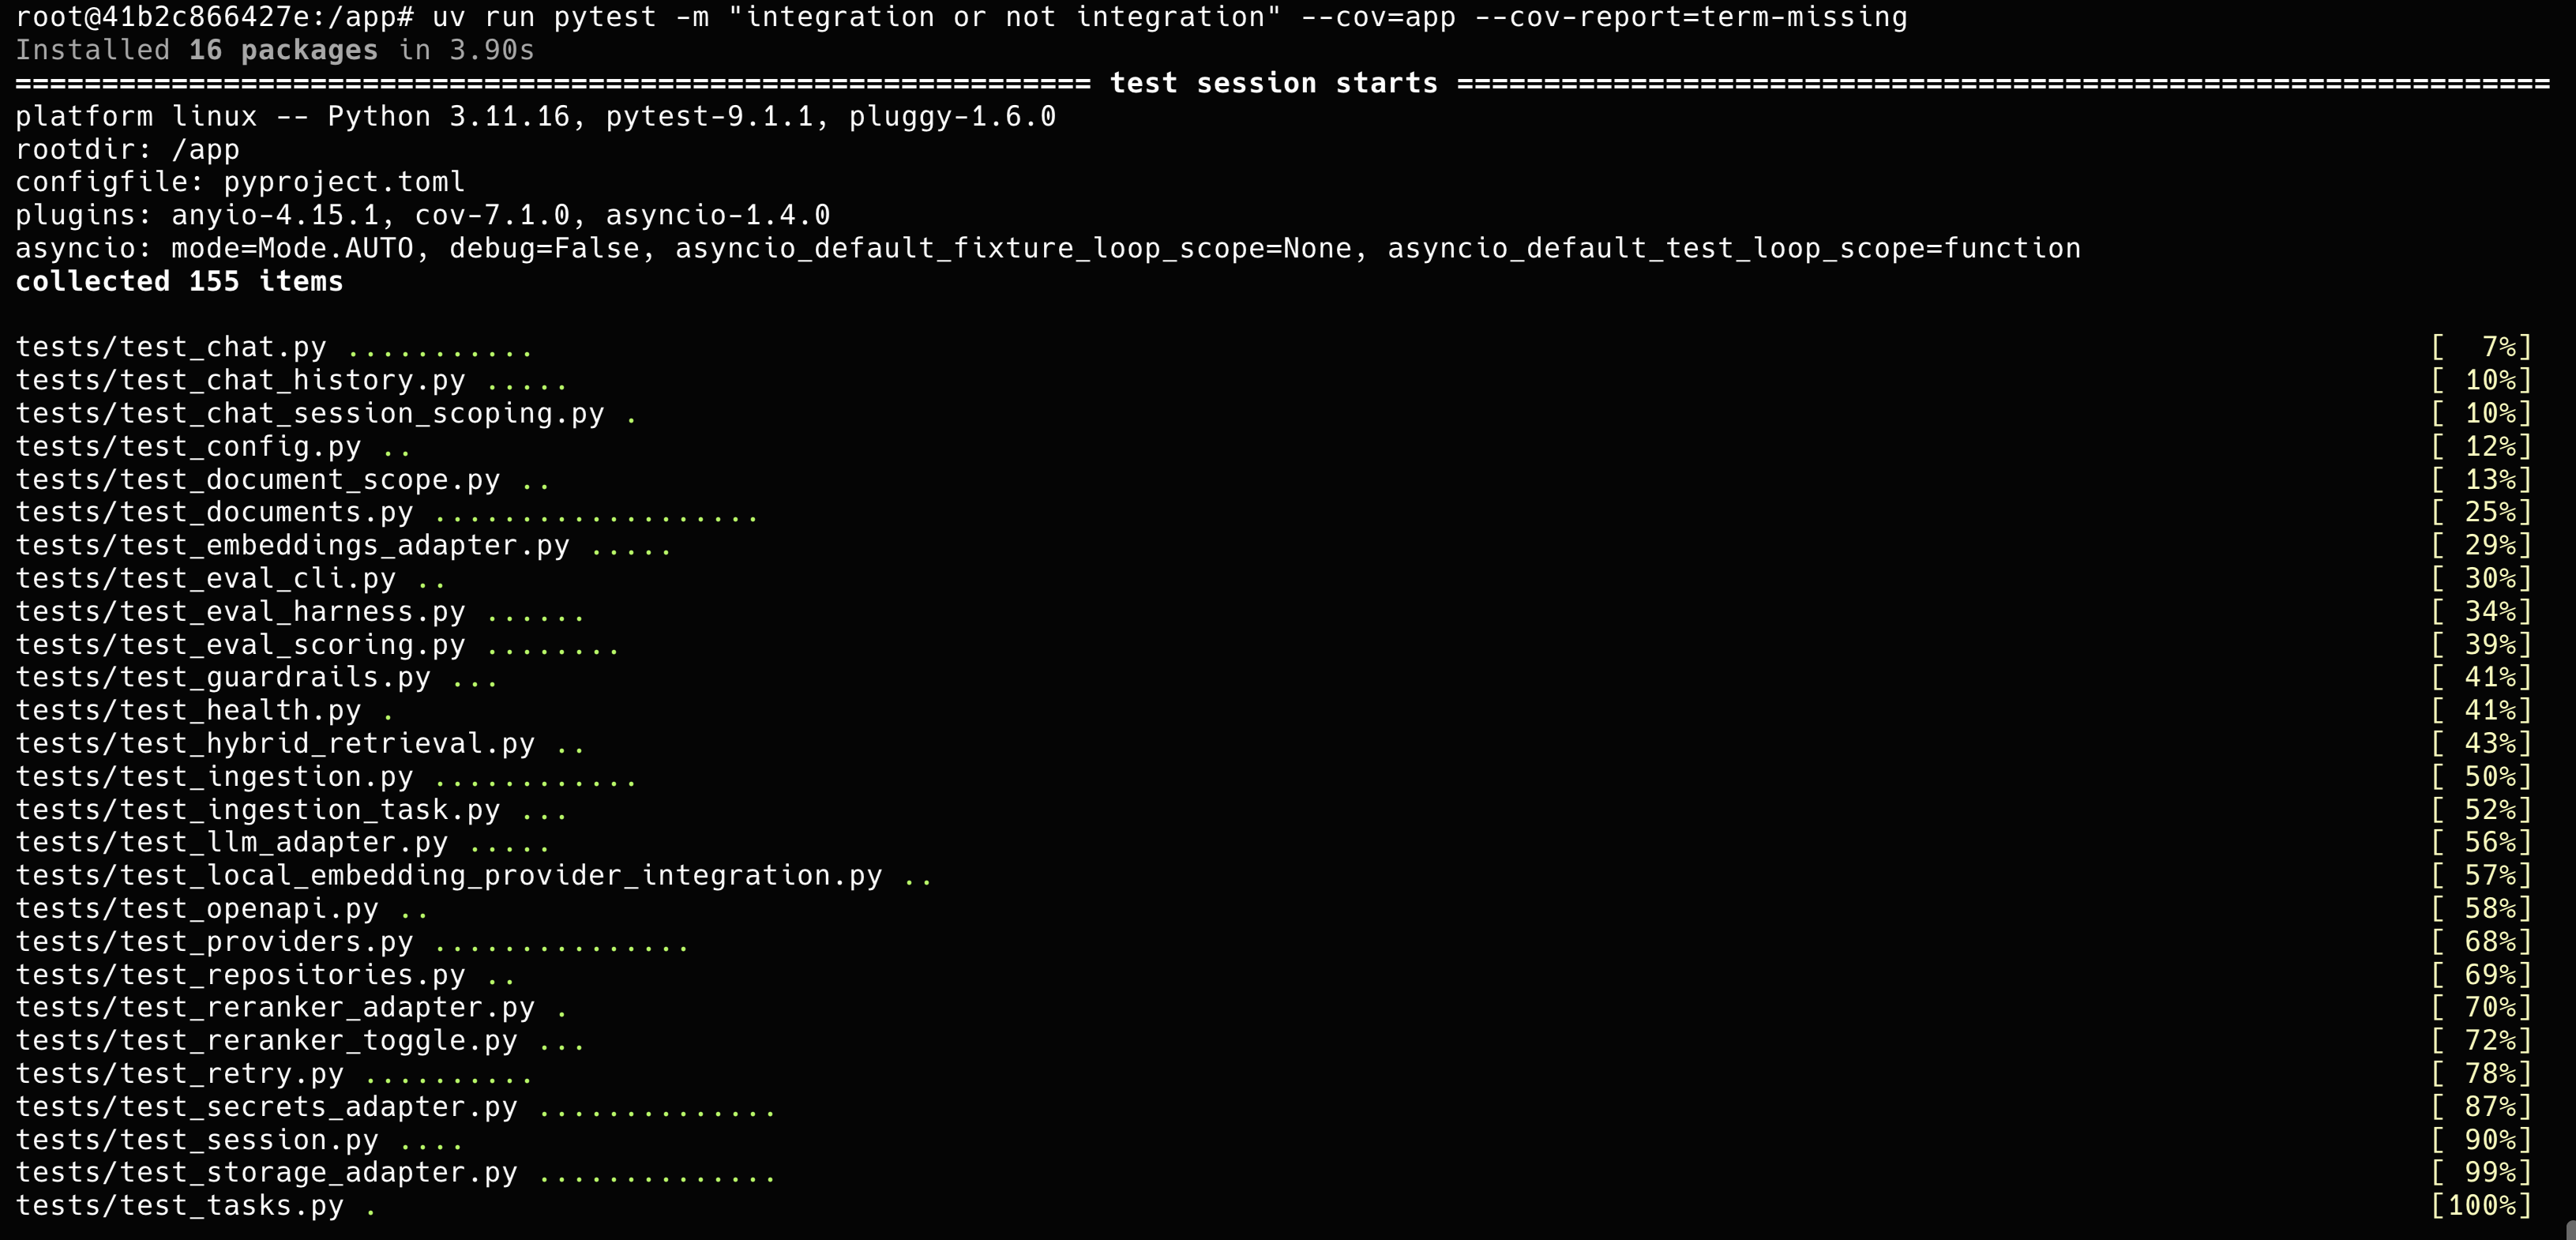 root@41b2c866427e:/app# uv run pytest -m "integration or not integration" --cov=app --cov-report=term-missing
Installed 16 packages in 3.90s
============================================================== test session starts ===============================================================
platform linux -- Python 3.11.16, pytest-9.1.1, pluggy-1.6.0
rootdir: /app
configfile: pyproject.toml
plugins: anyio-4.15.1, cov-7.1.0, asyncio-1.4.0
asyncio: mode=Mode.AUTO, debug=False, asyncio_default_fixture_loop_scope=None, asyncio_default_test_loop_scope=function
collected 155 items

tests/test_chat.py ........... [  7%]
tests/test_chat_history.py ..... [ 10%]
tests/test_chat_session_scoping.py . [ 10%]
tests/test_config.py .. [ 12%]
tests/test_document_scope.py .. [ 13%]
tests/test_documents.py ................... [ 25%]
tests/test_embeddings_adapter.py ..... [ 29%]
tests/test_eval_cli.py .. [ 30%]
tests/test_eval_harness.py ...... [ 34%]
tests/test_eval_scoring.py ........ [ 39%]
tests/test_guardrails.py ... [ 41%]
tests/test_health.py . [ 41%]
tests/test_hybrid_retrieval.py .. [ 43%]
tests/test_ingestion.py ............ [ 50%]
tests/test_ingestion_task.py ... [ 52%]
tests/test_llm_adapter.py ..... [ 56%]
tests/test_local_embedding_provider_integration.py .. [ 57%]
tests/test_openapi.py .. [ 58%]
tests/test_providers.py ............... [ 68%]
tests/test_repositories.py .. [ 69%]
tests/test_reranker_adapter.py . [ 70%]
tests/test_reranker_toggle.py ... [ 72%]
tests/test_retry.py .......... [ 78%]
tests/test_secrets_adapter.py .............. [ 87%]
tests/test_session.py .... [ 90%]
tests/test_storage_adapter.py .............. [ 99%]
tests/test_tasks.py . [100%]